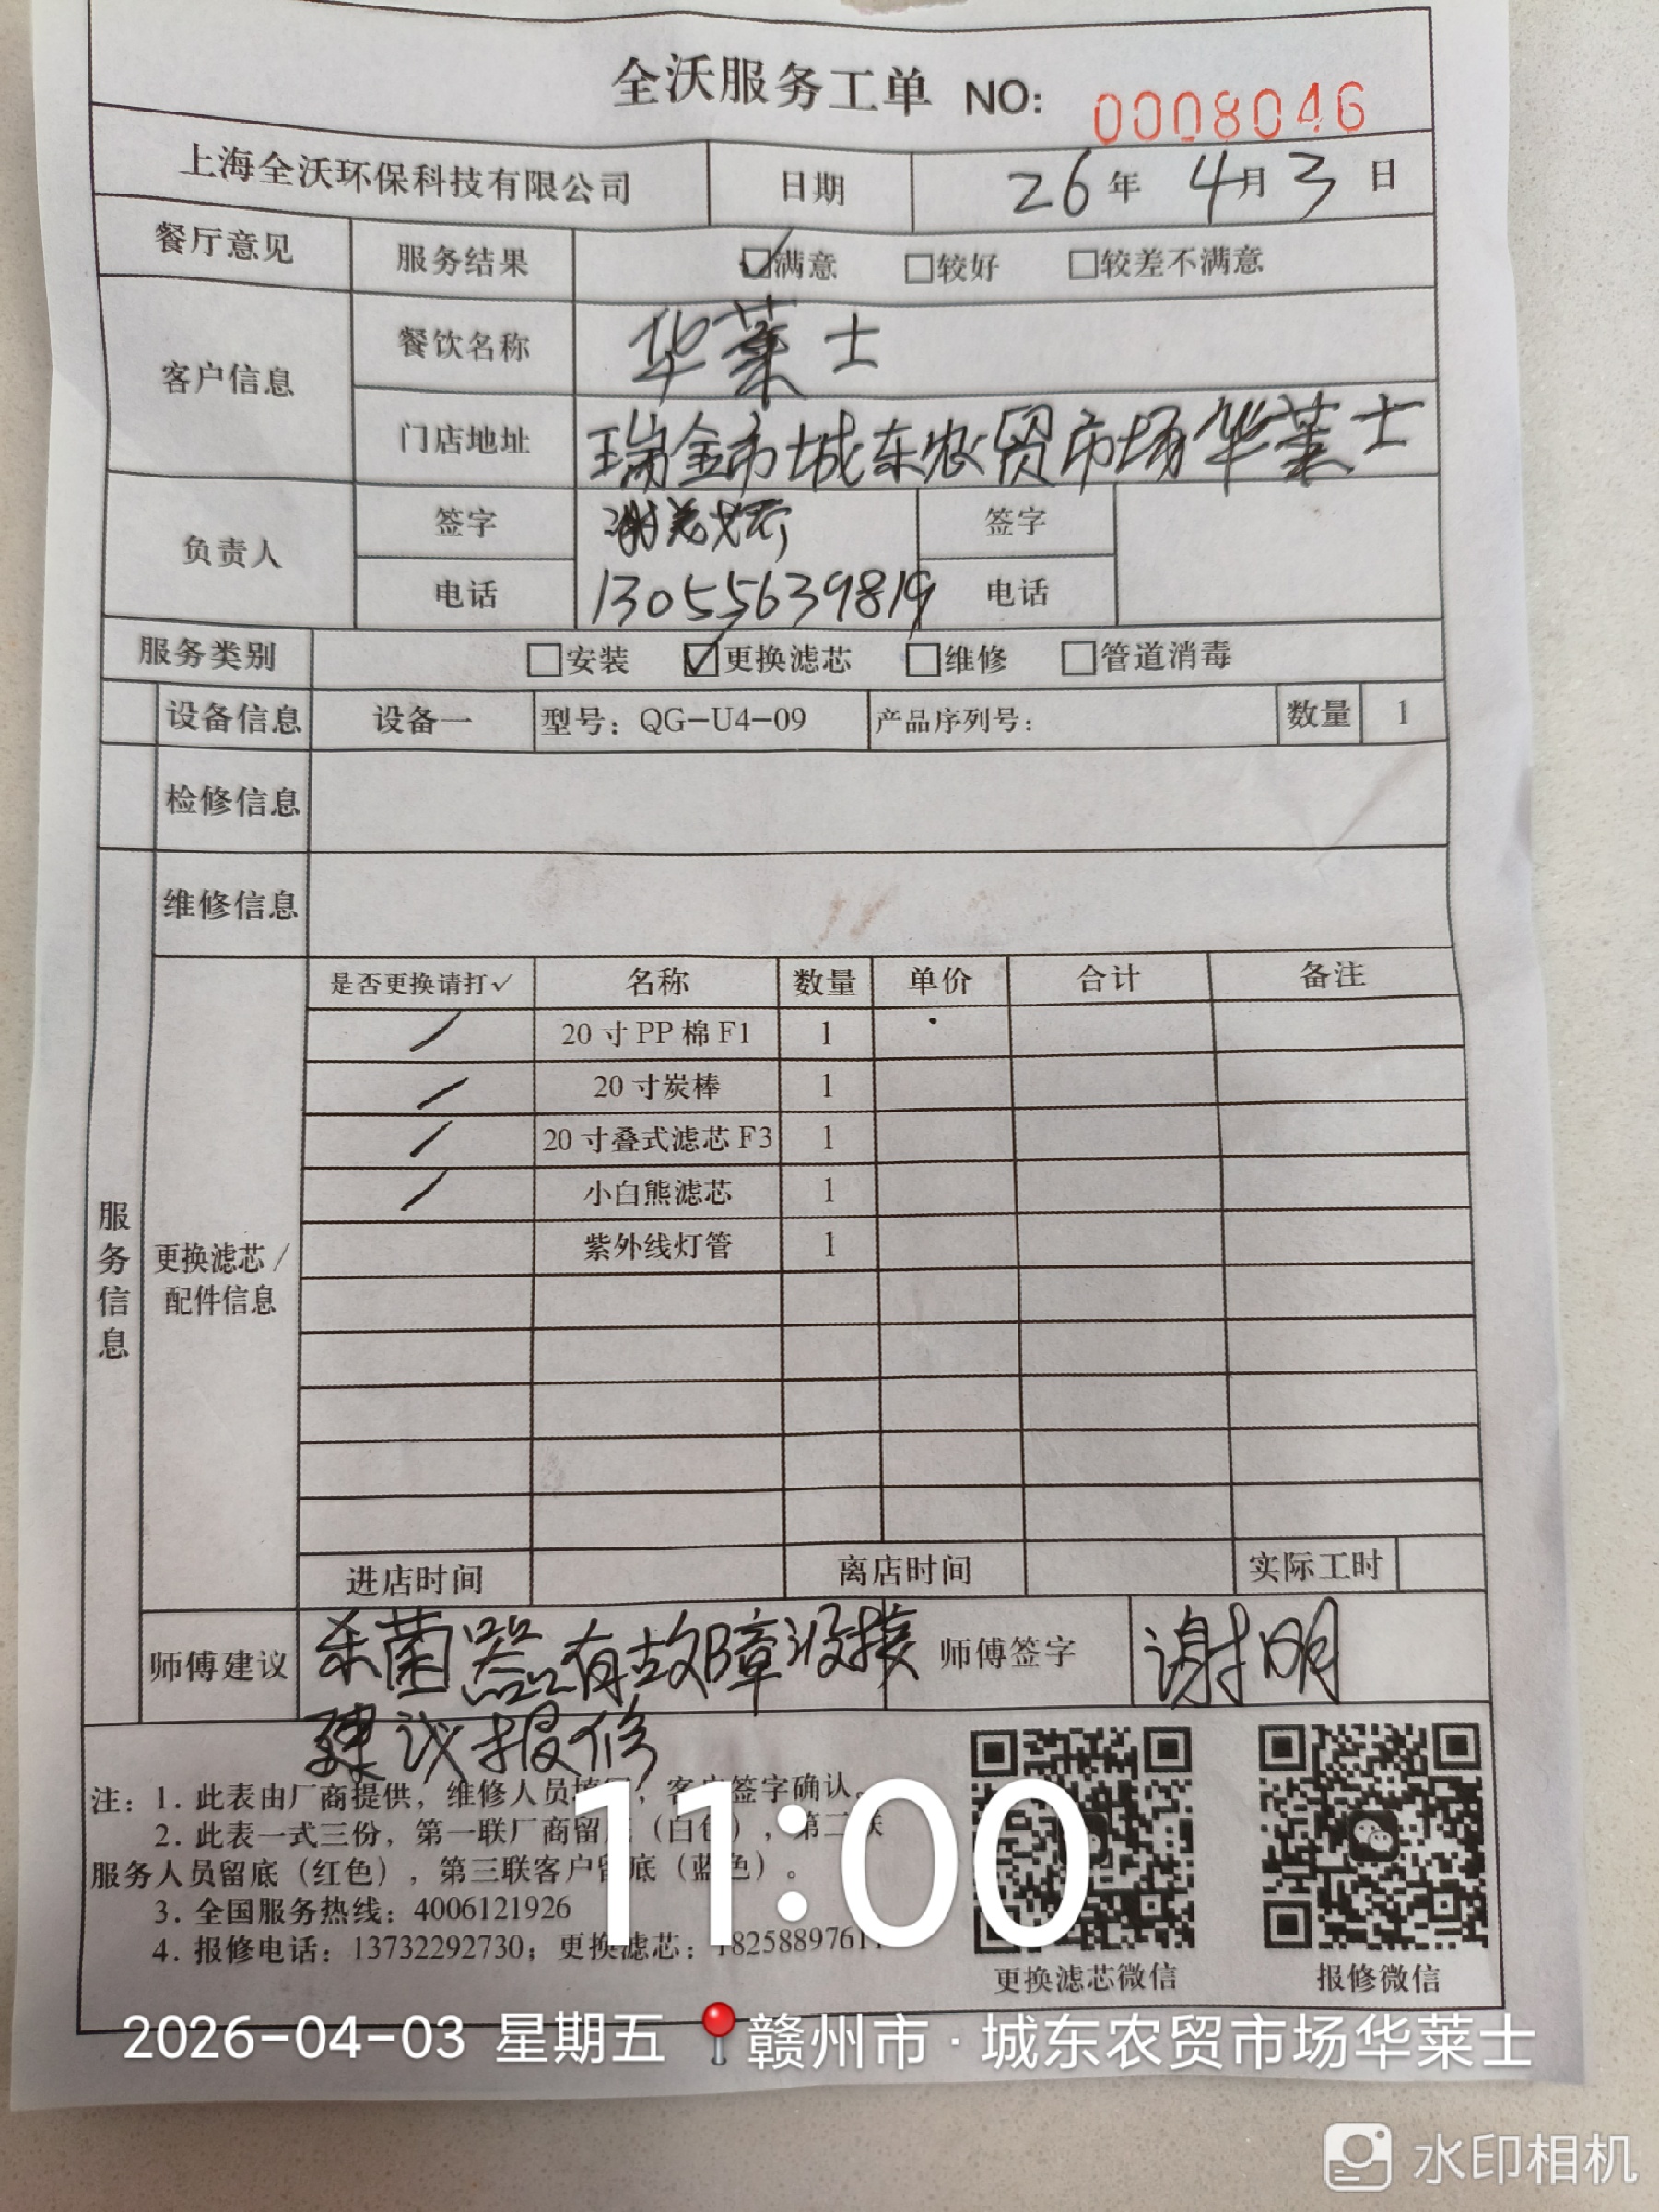 全沃服务工单 NO: 0008046
上海全沃环保科技有限公司 日期 26年 4月 3日
餐厅意见 服务结果 ☑满意 □较好 □较差不满意
客户信息 餐饮名称 华莱士
门店地址 瑞金市城东农贸市场华莱士
负责人 签字 签字
电话 13055639819 电话
服务类别 □安装 ☑更换滤芯 □维修 □管道消毒
设备信息 设备一 型号：QG-U4-09 产品序列号： 数量 1
检修信息
维修信息
服务信息
更换滤芯/
配件信息
是否更换请打✓ 名称 数量 单价 合计 备注
/ 20寸PP棉F1 1
/ 20寸炭棒 1
/ 20寸叠式滤芯F3 1
/ 小白熊滤芯 1
紫外线灯管 1
进店时间 离店时间 实际工时
师傅建议 杀菌器有故障没接 师傅签字 谢明
建议报修
注：1. 此表由厂商提供，维修人员，客户签字确认。
2. 此表一式三份，第一联厂商留底（白色），第二联
服务人员留底（红色），第三联客户留底（蓝色）。
3. 全国服务热线：4006121926
4. 报修电话：13732292730；更换滤芯：
更换滤芯微信 报修微信
11:00
2026-04-03 星期五 赣州市·城东农贸市场华莱士
水印相机